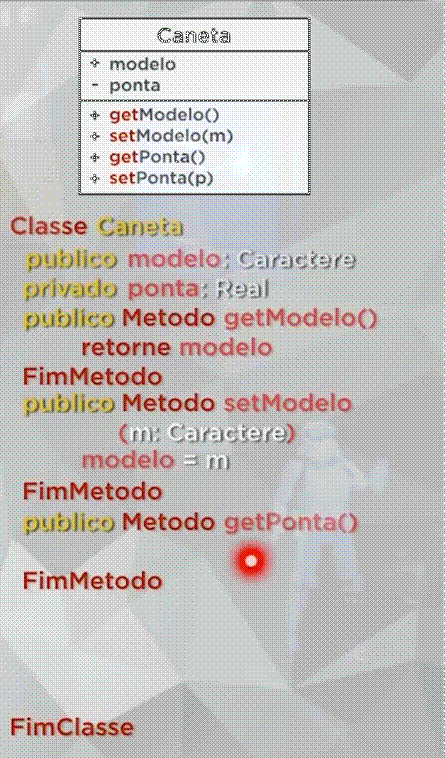 Caneta
+ modelo
- ponta
+ getModelo()
+ setModelo(m)
+ getPonta()
+ setPonta(p)
Classe Caneta
publico modelo: Caractere
privado ponta: Real
publico Metodo getModelo()
retorne modelo
FimMetodo
publico Metodo setModelo
(m: Caractere)
modelo = m
FimMetodo
publico Metodo getPonta()
FimMetodo
FimClasse